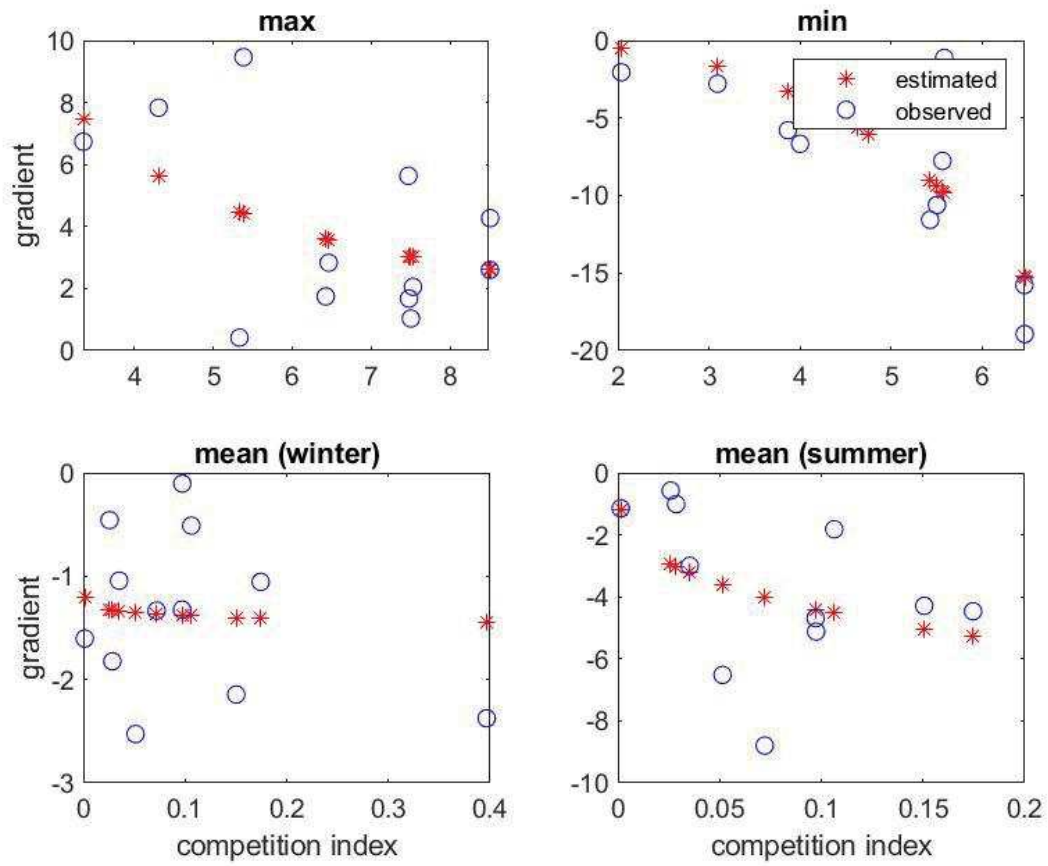 max
10
8
6
4
2
0
4 5 6 7 8
gradient
min
0
-5
-10
-15
-20
2 3 4 5 6
estimated
observed
mean (winter)
0
-1
-2
-3
0 0.1 0.2 0.3 0.4
gradient
competition index
mean (summer)
0
-2
-4
-6
-8
-10
0 0.05 0.1 0.15 0.2
competition index